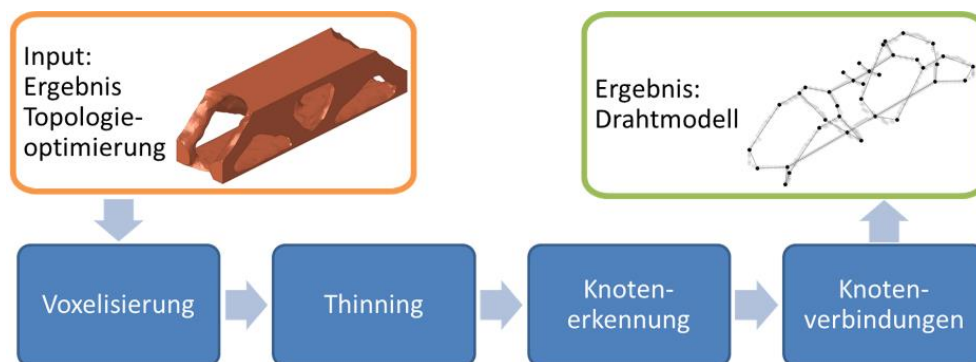 Input:
Ergebnis
Topologie-
optimierung
Ergebnis:
Drahtmodell
Voxelisierung
Thinning
Knoten-
erkennung
Knoten-
verbindungen